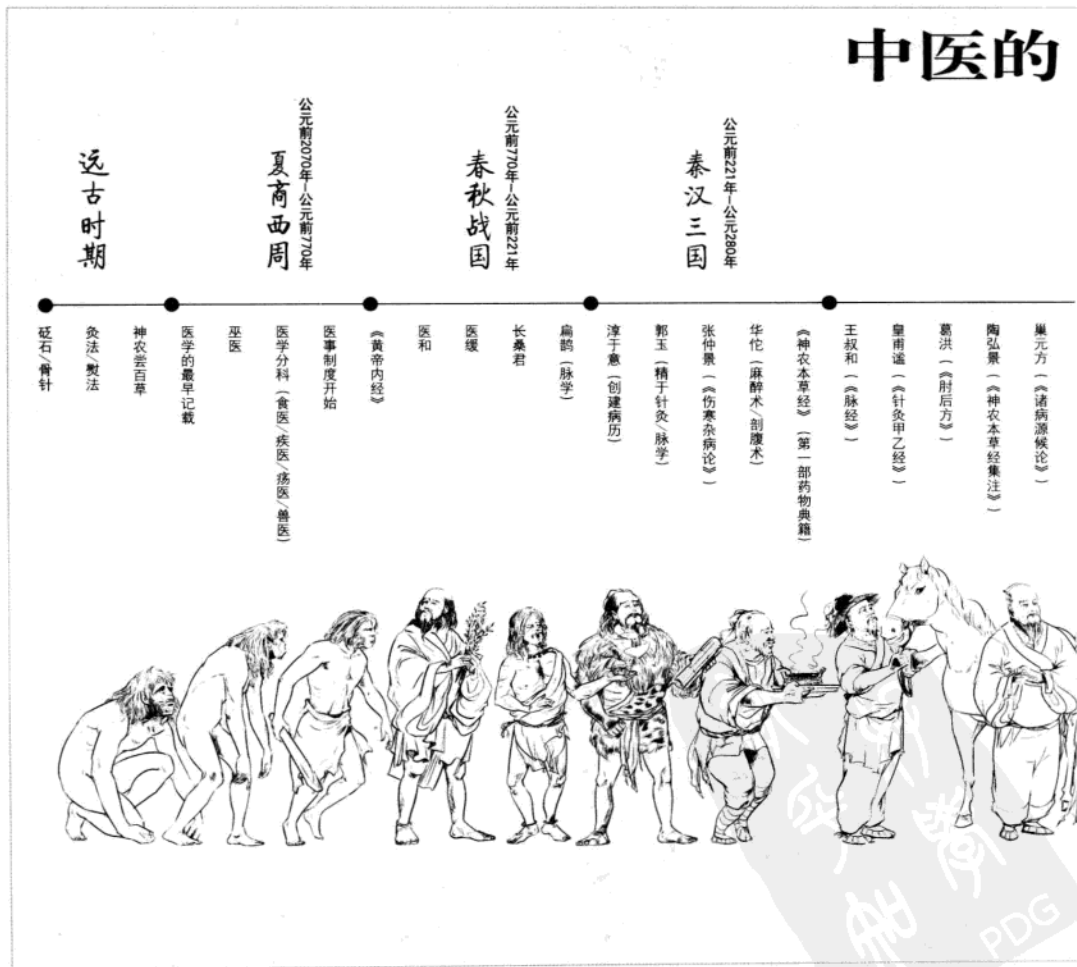 中医的
远古时期
夏商西周
公元前2070年—公元前770年
春秋战国
公元前770年—公元前221年
秦汉三国
公元前221年—公元280年
砭石/骨针
灸法/熨法
神农尝百草
医学的最早记载
巫医
医学分科（食医/疾医/疡医/兽医）
医事制度开始
《黄帝内经》
医和
医缓
长桑君
扁鹊（脉学）
淳于意（创建病历）
郭玉（精于针灸/脉学）
张仲景（《伤寒杂病论》）
华佗（麻醉术/剖腹术）
《神农本草经》（第一部药物典籍）
王叔和（《脉经》）
皇甫谧（《针灸甲乙经》）
葛洪（《肘后方》）
陶弘景（《神农本草经集注》）
巢元方（《诸病源候论》）
PDG